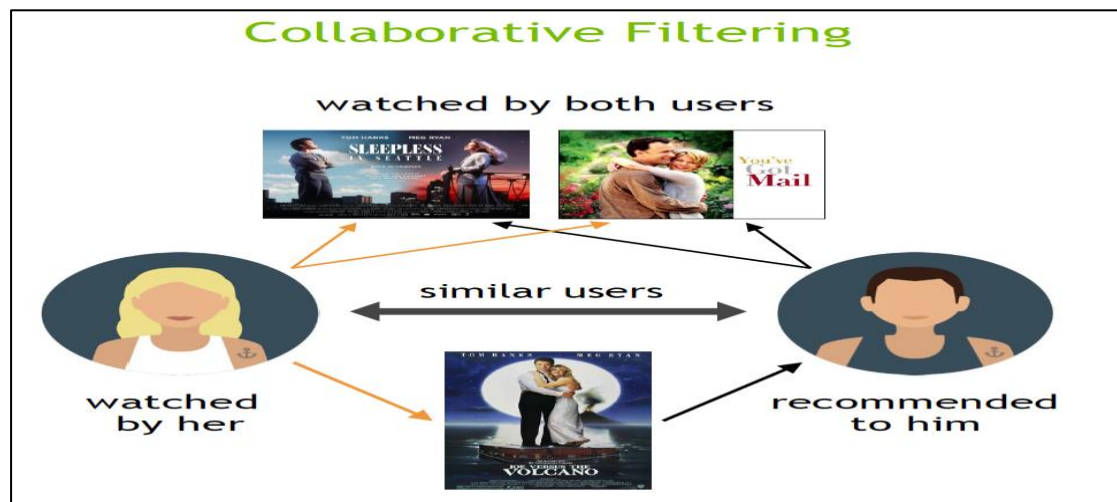 Collaborative Filtering
watched by both users
TOM HANKS MEG RYAN
SLEEPLESS
IN SEATTLE
You've
Got
Mail
similar users
TOM HANKS MEG RYAN
JOE VERSUS THE
VOLCANO
watched
by her
recommended
to him